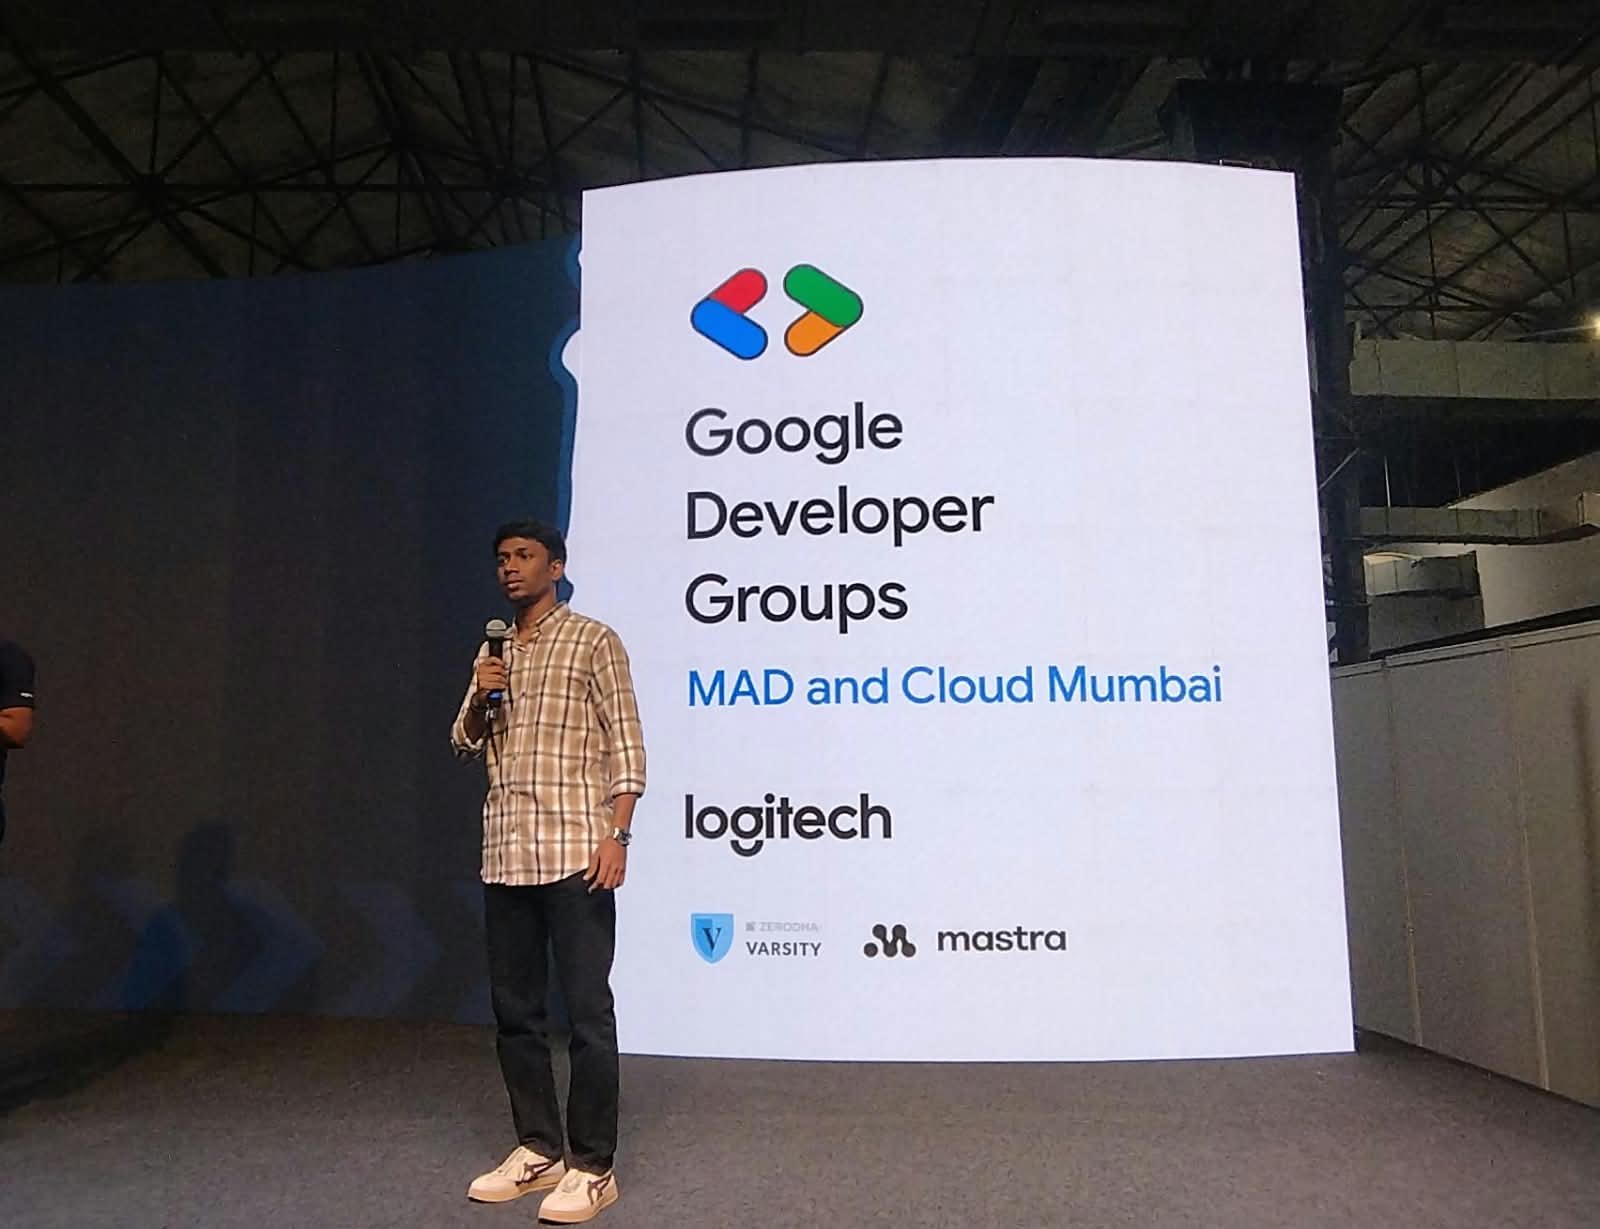 Google
Developer
Groups
MAD and Cloud Mumbai
logitech
V
ZERODHA
VARSITY
mastra